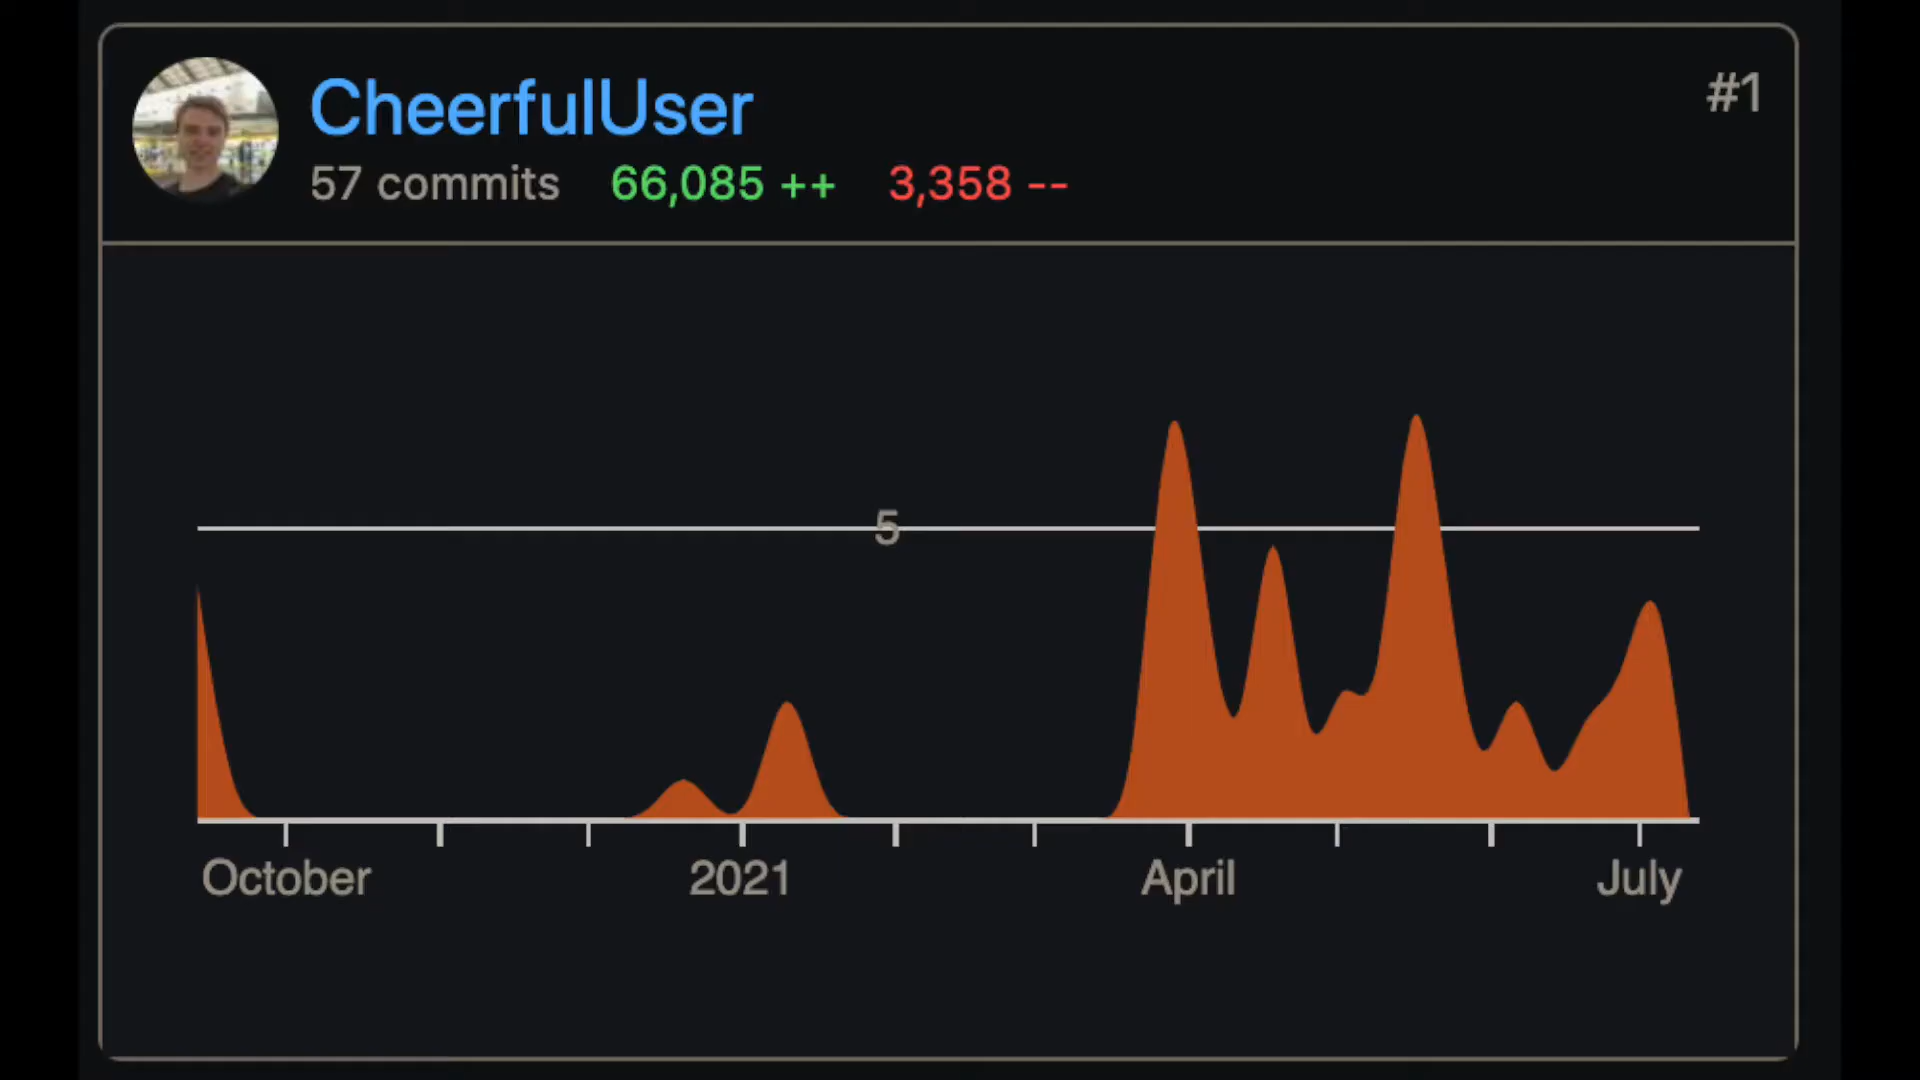 CheerfulUser
#1
57 commits 66,085 ++ 3,358 --
5
October 2021 April July